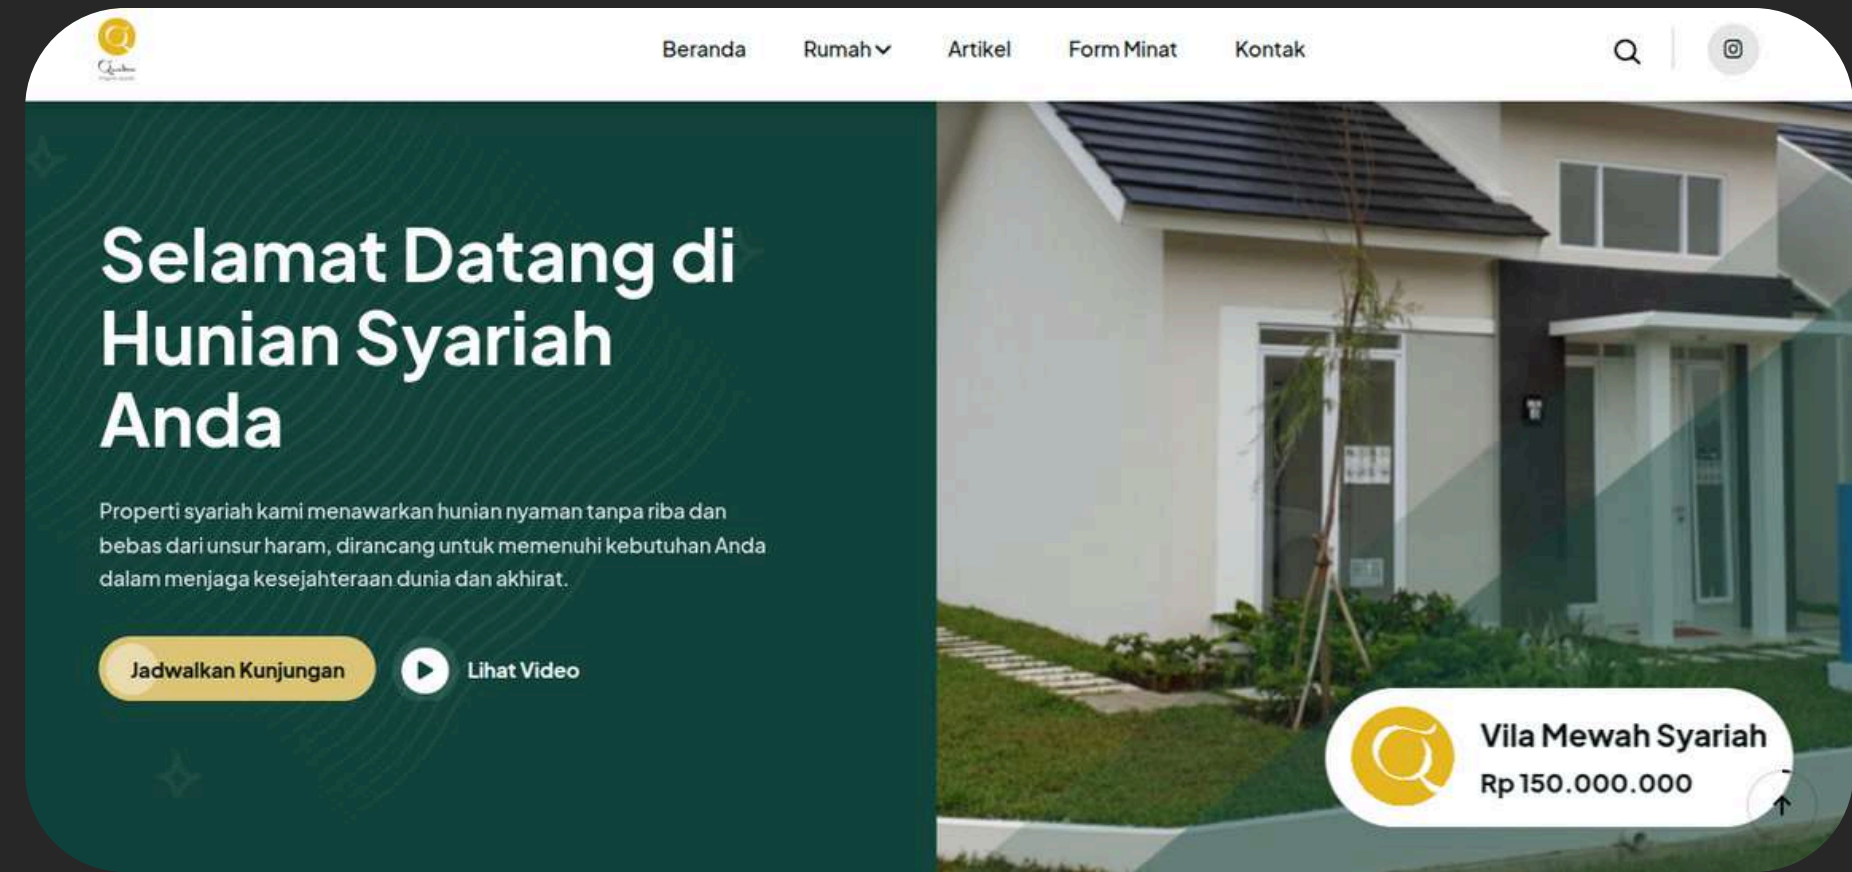 Beranda
Rumah
Artikel
Form Minat
Kontak
Selamat Datang di
Hunian Syariah
Anda
Properti syariah kami menawarkan hunian nyaman tanpa riba dan
bebas dari unsur haram, dirancang untuk memenuhi kebutuhan Anda
dalam menjaga kesejahteraan dunia dan akhirat.
Jadwalkan Kunjungan
Lihat Video
Vila Mewah Syariah
Rp 150.000.000